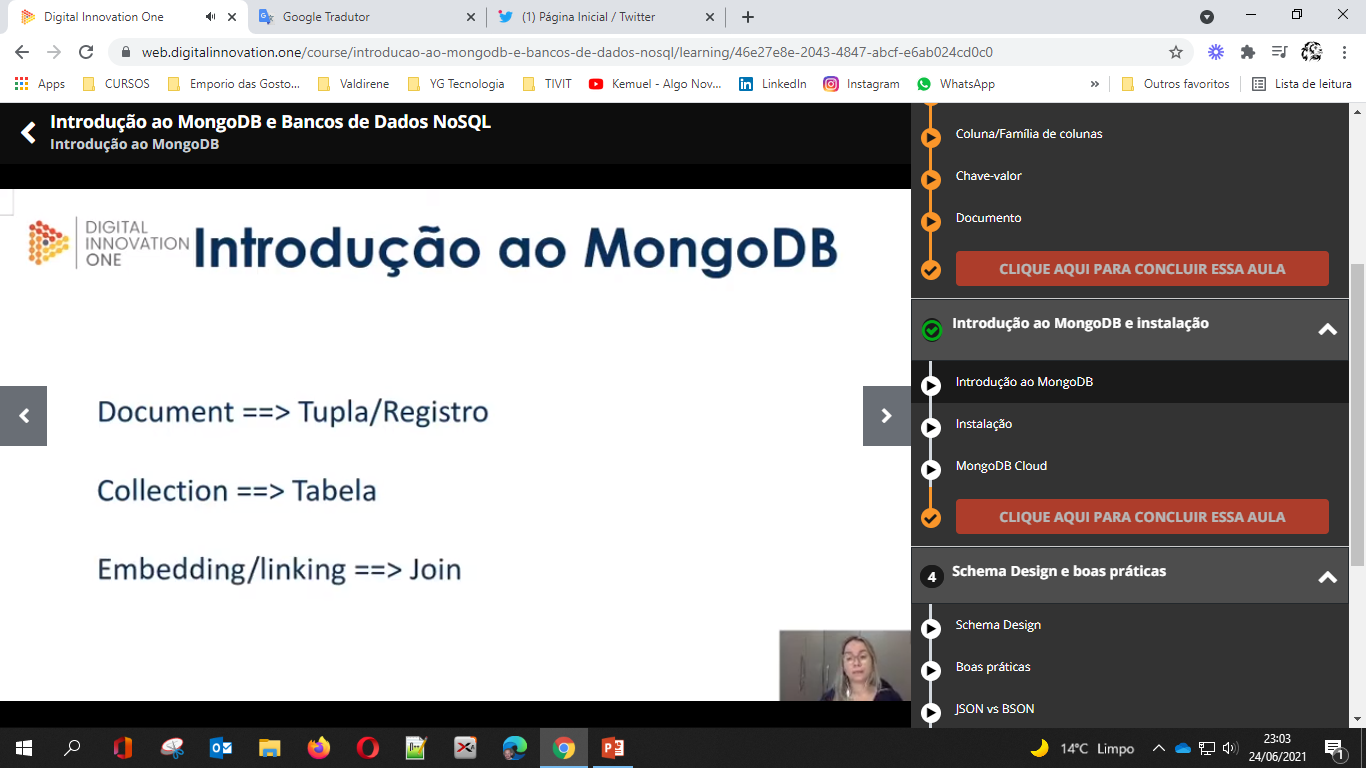 Digital Innovation One
Google Tradutor
(1) Página Inicial / Twitter
web.digitalinnovation.one/course/introducao-ao-mongodb-e-bancos-de-dados-nosql/learning/46e27e8e-2043-4847-abcf-e6ab024cd0c0
Apps
CURSOS
Emporio das Gosto...
Valdirene
YG Tecnologia
TIVIT
Kemuel - Algo Nov...
LinkedIn
Instagram
WhatsApp
»
Outros favoritos
Lista de leitura
Introdução ao MongoDB e Bancos de Dados NoSQL
Introdução ao MongoDB
DIGITAL
INNOVATION
ONE
Introdução ao MongoDB
Document ==> Tupla/Registro
Collection ==> Tabela
Embedding/linking ==> Join
Coluna/Família de colunas
Chave-valor
Documento
CLIQUE AQUI PARA CONCLUIR ESSA AULA
Introdução ao MongoDB e instalação
Introdução ao MongoDB
Instalação
MongoDB Cloud
CLIQUE AQUI PARA CONCLUIR ESSA AULA
4 Schema Design e boas práticas
Schema Design
Boas práticas
JSON vs BSON
14°C Limpo
23:03
24/06/2021
1